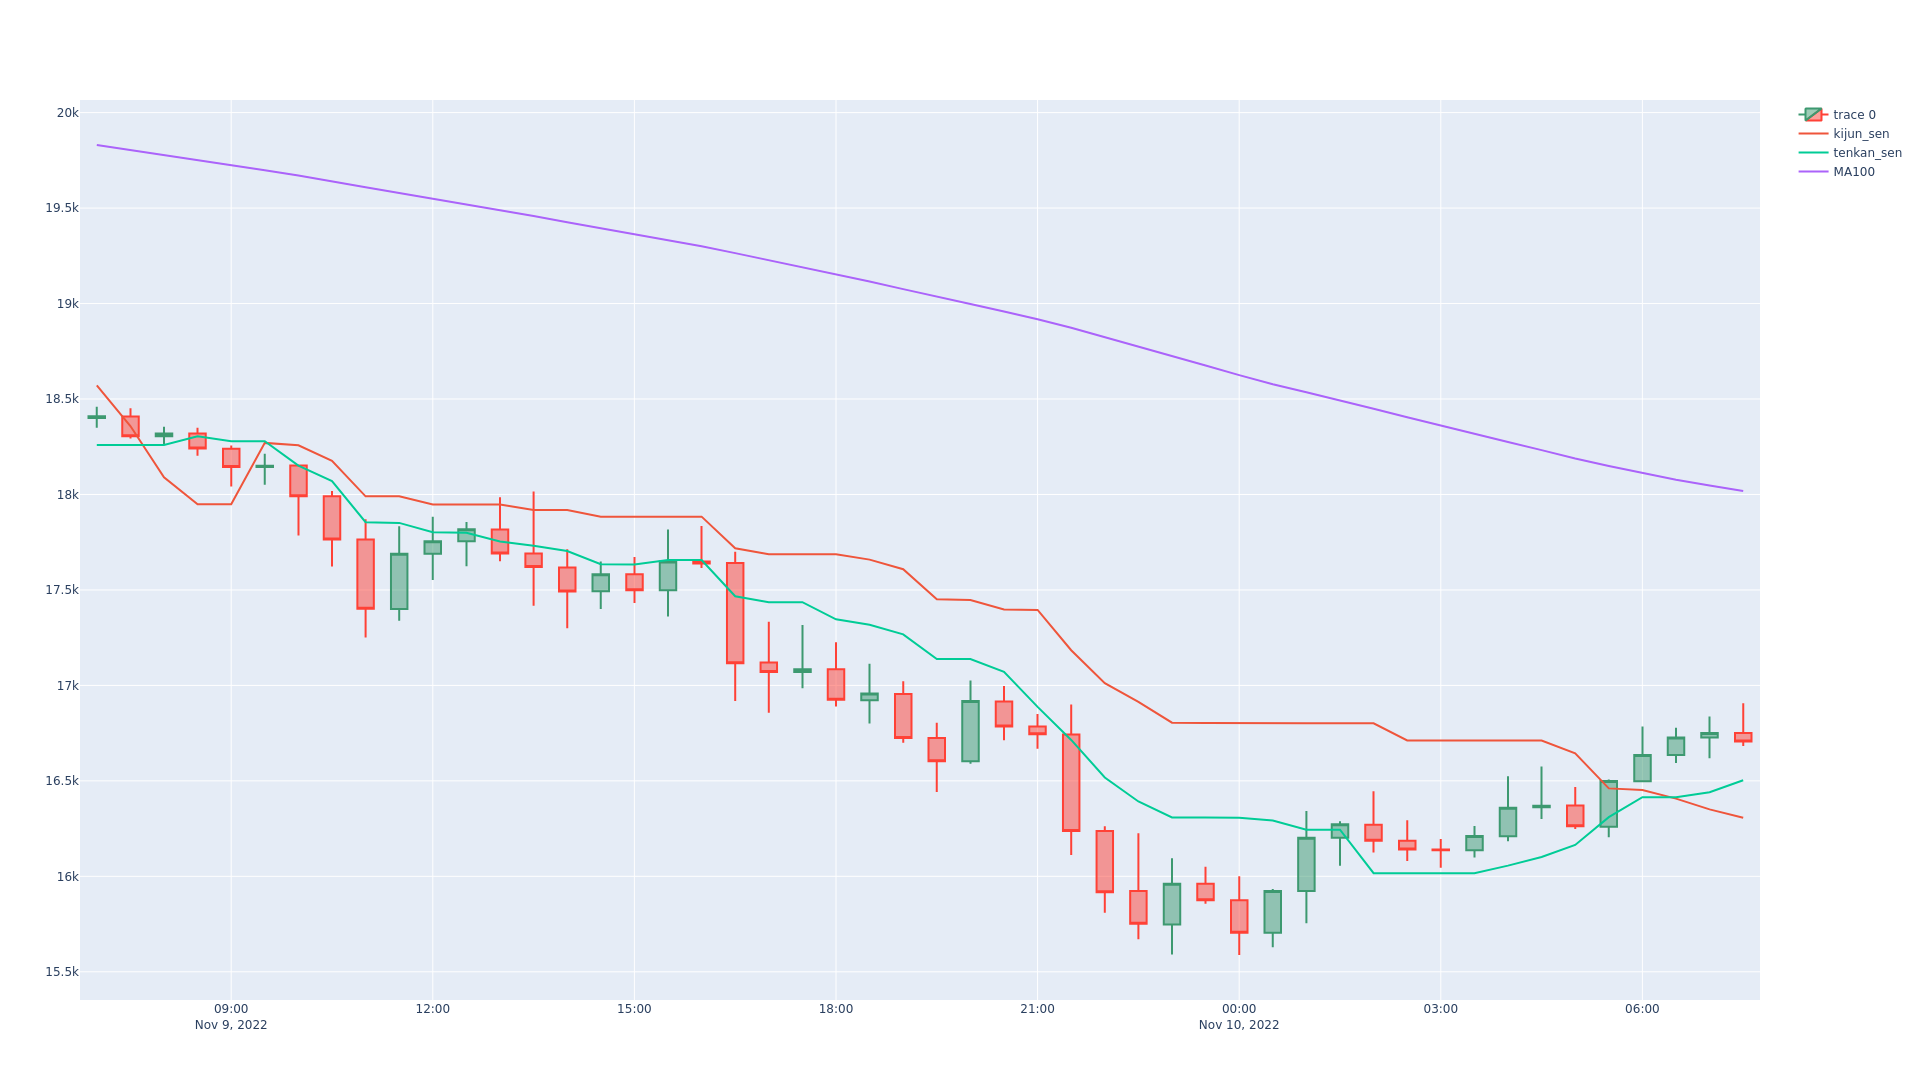 20k
19.5k
19k
18.5k
18k
17.5k
17k
16.5k
16k
15.5k
09:00
Nov 9, 2022
12:00
15:00
18:00
21:00
00:00
Nov 10, 2022
03:00
06:00
trace 0
kijun_sen
tenkan_sen
MA100